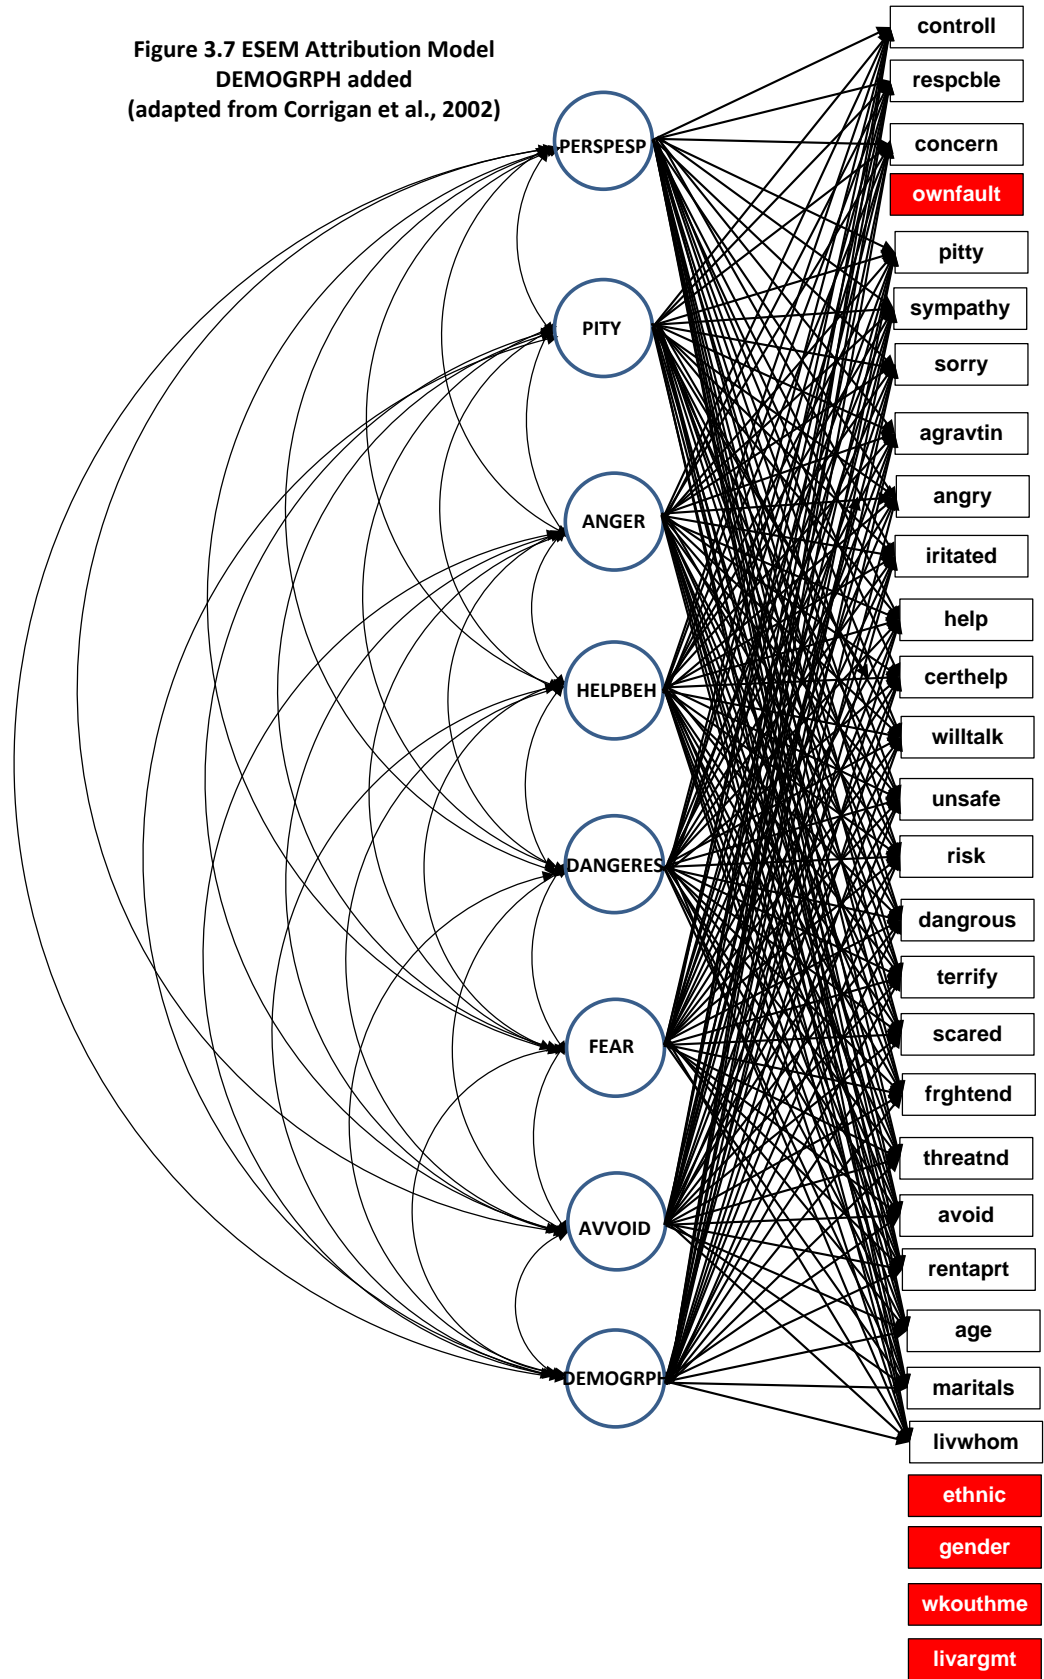 Figure 3.7 ESEM Attribution Model
DEMOGRPH added
(adapted from Corrigan et al., 2002)
controll
respcble
concern
ownfault
pitty
sympathy
sorry
agravtin
angry
iritated
help
certhelp
willtalk
unsafe
risk
dangrous
terrify
scared
frghtend
threatnd
avoid
rentaprt
age
maritals
livwhom
ethnic
gender
wkouthme
livargmt
PERSPESP
PITY
ANGER
HELPBEH
DANGERES
FEAR
AVVOID
DEMOGRPH